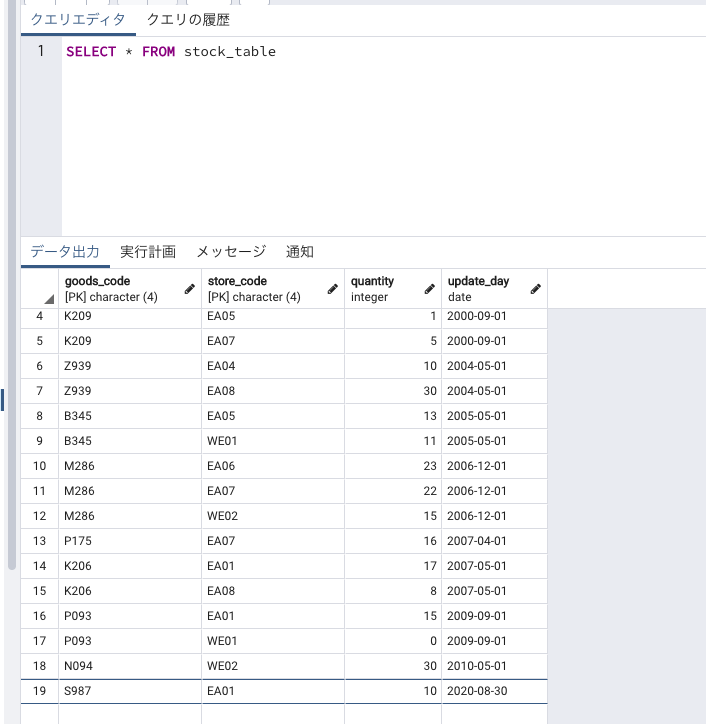 クエリエディタ クエリの履歴
1 SELECT * FROM stock_table
データ出力 実行計画 メッセージ 通知
goods_code store_code quantity update_day
[PK] character (4) [PK] character (4) integer date
4 K209 EA05 1 2000-09-01
5 K209 EA07 5 2000-09-01
6 Z939 EA04 10 2004-05-01
7 Z939 EA08 30 2004-05-01
8 B345 EA05 13 2005-05-01
9 B345 WE01 11 2005-05-01
10 M286 EA06 23 2006-12-01
11 M286 EA07 22 2006-12-01
12 M286 WE02 15 2006-12-01
13 P175 EA07 16 2007-04-01
14 K206 EA01 17 2007-05-01
15 K206 EA08 8 2007-05-01
16 P093 EA01 15 2009-09-01
17 P093 WE01 0 2009-09-01
18 N094 WE02 30 2010-05-01
19 S987 EA01 10 2020-08-30